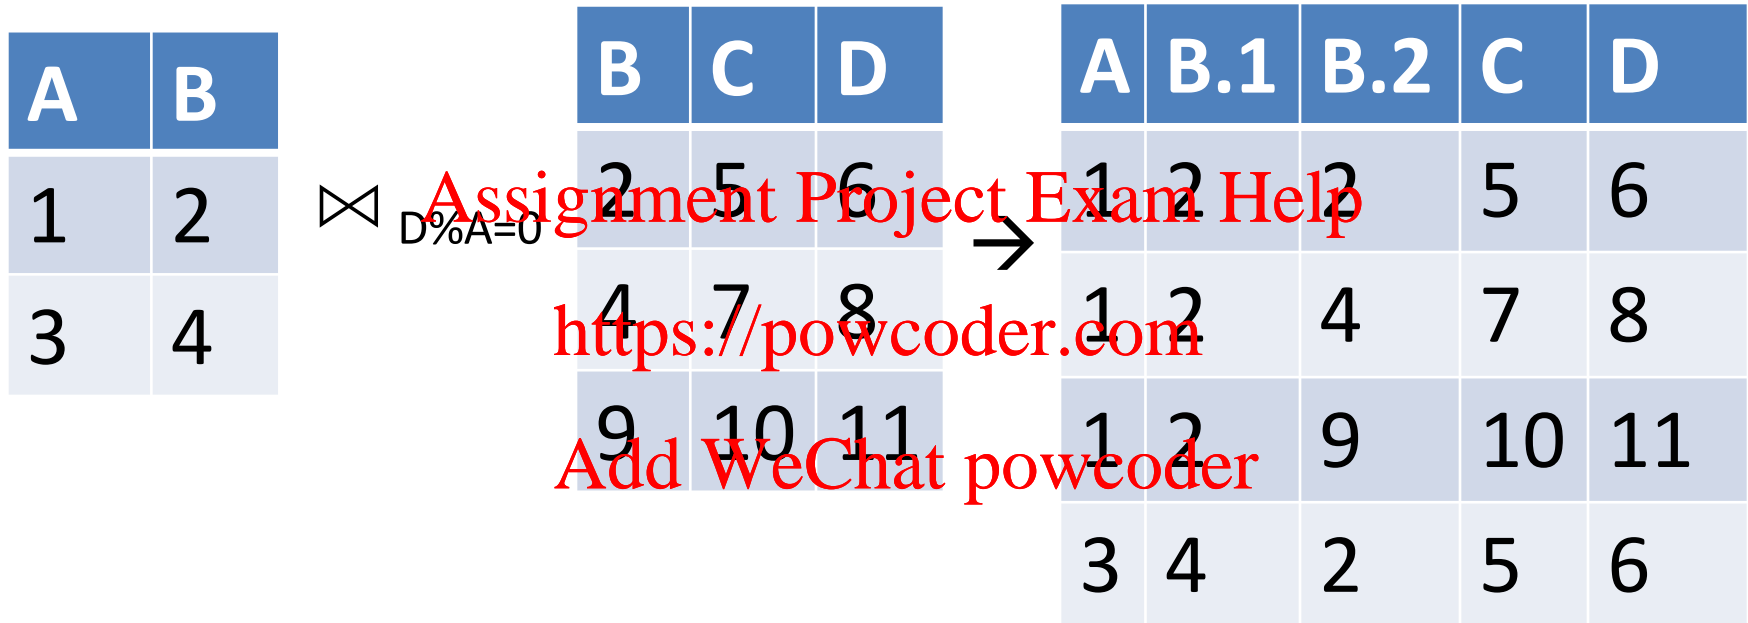 A B
1 2
3 4
⋈ D%A=0
B C D
2 5 6
4 7 8
9 10 11
→
A B.1 B.2 C D
1 2 2 5 6
1 2 4 7 8
1 2 9 10 11
3 4 2 5 6
Assignment Project Exam Help
https://powcoder.com
Add WeChat powcoder